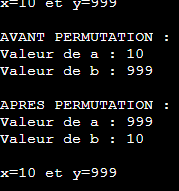 x=10 et y=999
AVANT PERMUTATION :
Valeur de a : 10
Valeur de b : 999
APRES PERMUTATION :
Valeur de a : 999
Valeur de b : 10
x=10 et y=999